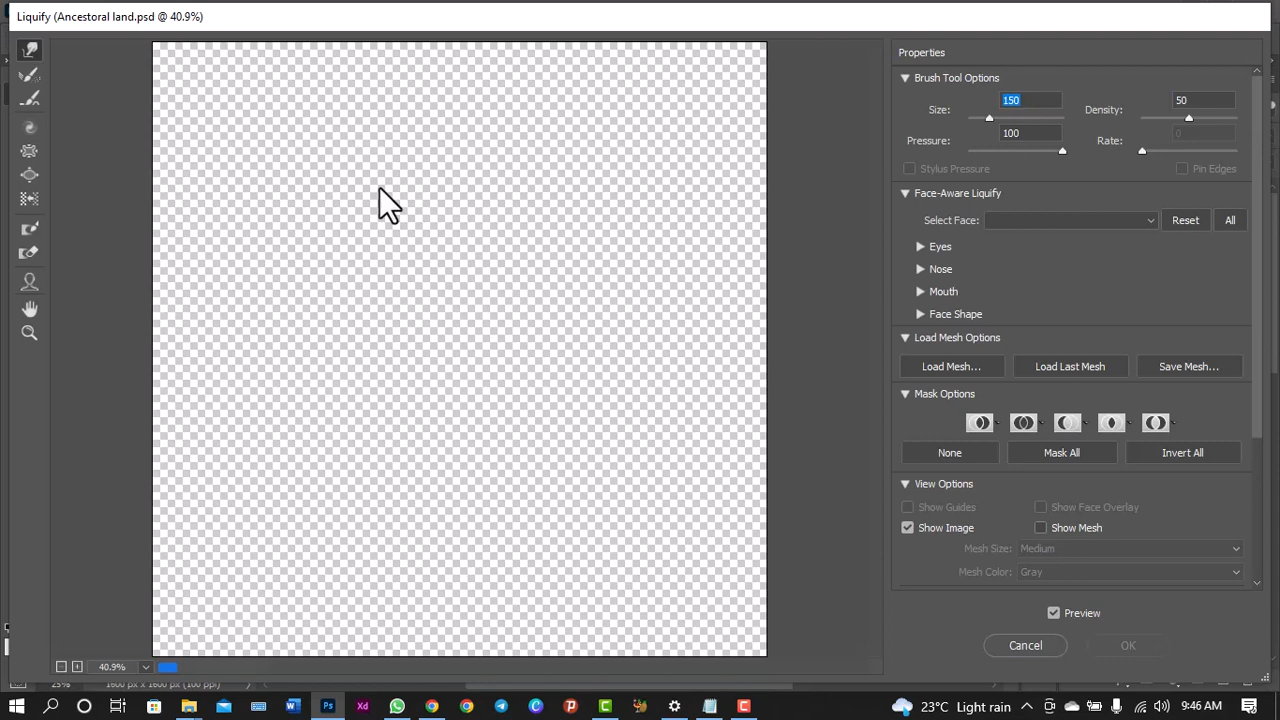 Liquify (Ancestoral land.psd @ 40.9%)
Properties
Brush Tool Options
Size: 150 Density: 50
Pressure: 100 Rate: 0
Stylus Pressure Pin Edges
Face-Aware Liquify
Select Face: Reset All
Eyes
Nose
Mouth
Face Shape
Load Mesh Options
Load Mesh... Load Last Mesh Save Mesh...
Mask Options
None Mask All Invert All
View Options
Show Guides Show Face Overlay
Show Image Show Mesh
Mesh Size: Medium
Mesh Color: Gray
Preview
Cancel OK
40.9%
25% 1600 px x 1600 px (100 ppi)
23°C Light rain 9:46 AM